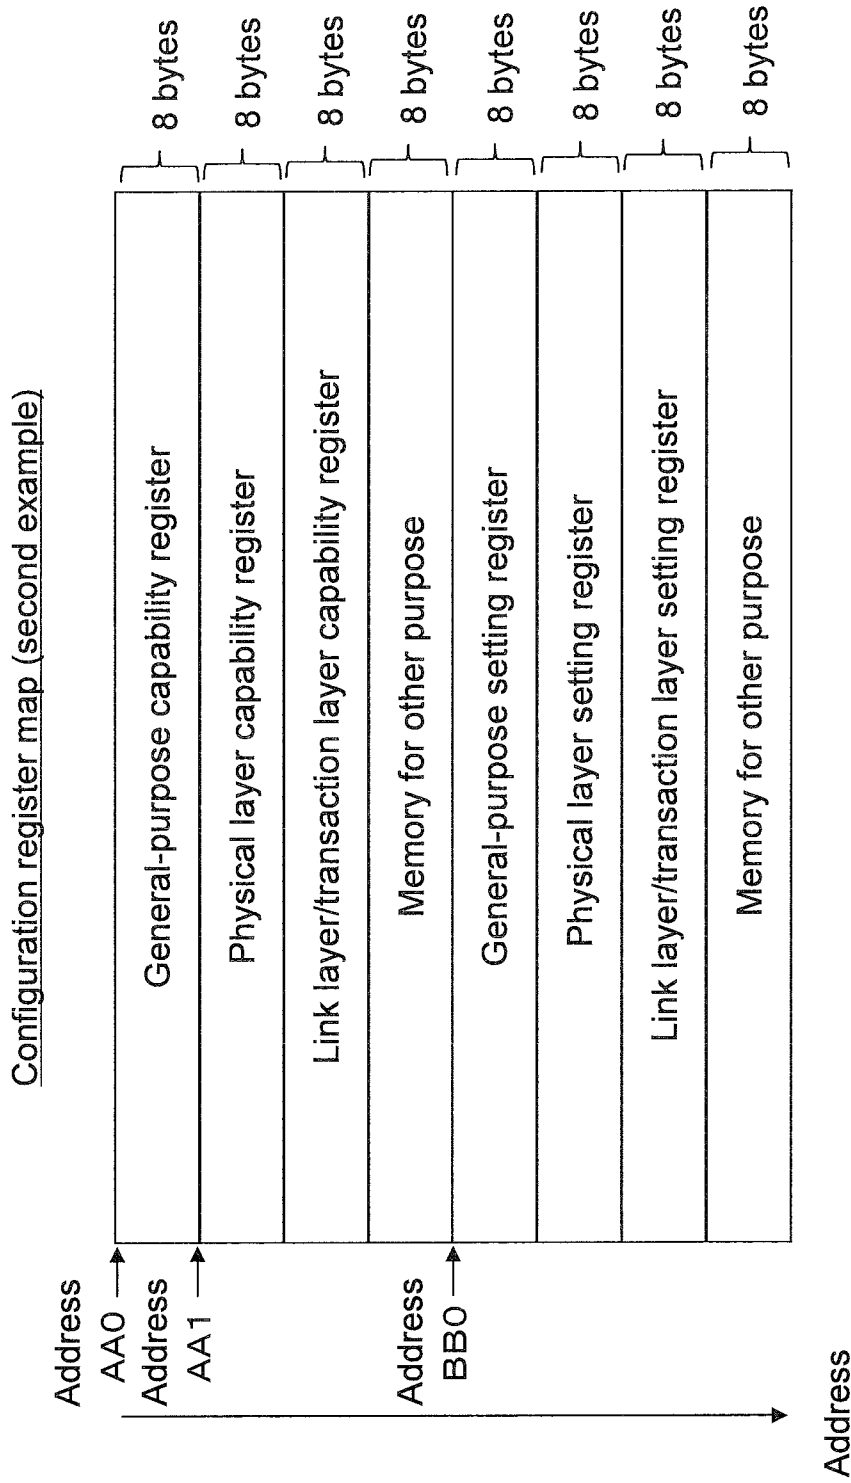 Configuration register map (second example)
Address
AA0
General-purpose capability register
8 bytes
Address
AA1
Physical layer capability register
8 bytes
Link layer/transaction layer capability register
8 bytes
Memory for other purpose
8 bytes
Address
BB0
General-purpose setting register
8 bytes
Physical layer setting register
8 bytes
Link layer/transaction layer setting register
8 bytes
Memory for other purpose
8 bytes
Address